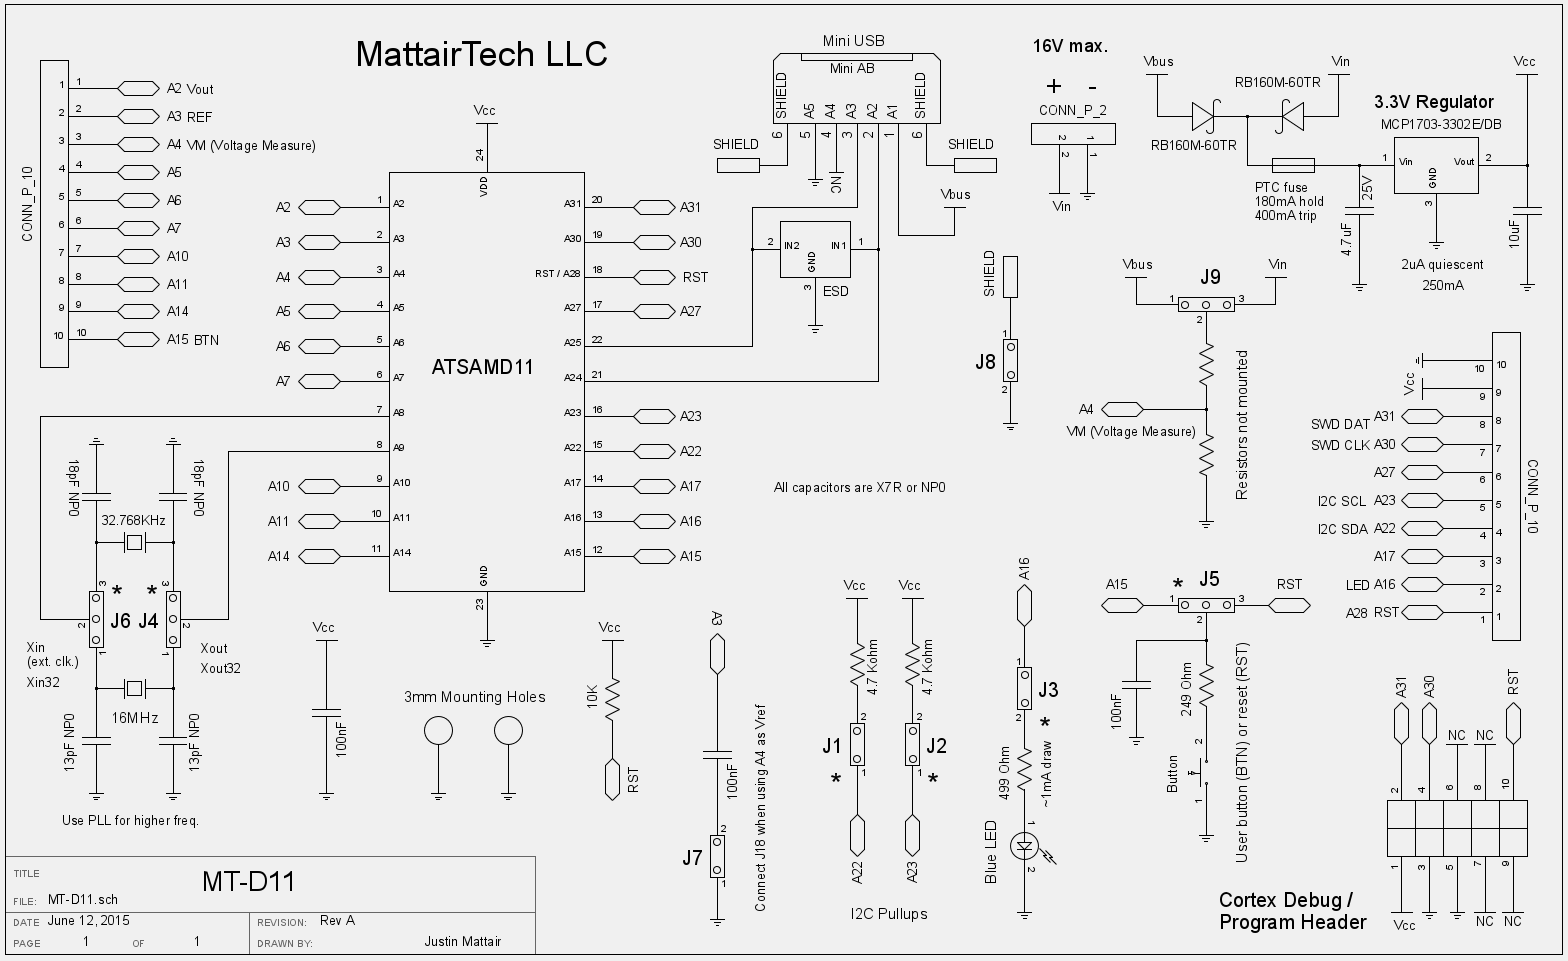 MattairTech LLC
Mini USB
Mini AB
SHIELD
A5
A4
A3
A2
A1
SHIELD
6
5
4
3
2
1
6
SHIELD
SHIELD
NC
Vbus
16V max.
+ -
CONN_P_2
2 1
2 1
Vin
Vbus
RB160M-60TR
Vin
RB160M-60TR
3.3V Regulator
MCP1703-3302E/DB
Vcc
1
Vin
Vout
2
GND
3
PTC fuse
180mA hold
400mA trip
25V
4.7uF
10uF
2uA quiescent
250mA
CONN_P_10
1 1 A2 Vout
2 2 A3 REF
3 3 A4 VM (Voltage Measure)
4 4 A5
5 5 A6
6 6 A7
7 7 A10
8 8 A11
9 9 A14
10 10 A15 BTN
Vcc
24
VDD
ATSAMD11
A2 1 A2
A3 2 A3
A4 3 A4
A5 4 A5
A6 5 A6
A7 6 A7
7 A8
8 A9
A10 9 A10
A11 10 A11
A14 11 A14
A31 20 A31
A30 19 A30
RST / A28 18 RST
A27 17 A27
A25 22
A24 21
A23 16 A23
A22 15 A22
A17 14 A17
A16 13 A16
A15 12 A15
GND
23
2 IN2
IN1 1
GND
3
ESD
SHIELD
1
J8
2
Vbus
J9
Vin
1
3
2
A4
VM (Voltage Measure)
Resistors not mounted
All capacitors are X7R or NP0
CONN_P_10
10 10
Vcc
9 9
SWD DAT A31 8 8
SWD CLK A30 7 7
A27 6 6
I2C SCL A23 5 5
I2C SDA A22 4 4
A17 3 3
LED A16 2 2
A28 RST 1 1
18pF NP0
18pF NP0
32.768KHz
3 * * 3
J6 J4
2
2
1
1
Xin
(ext. clk.)
Xin32
Xout
Xout32
16MHz
13pF NP0
13pF NP0
Use PLL for higher freq.
Vcc
100nF
3mm Mounting Holes
Vcc
10K
RST
A3
100nF
2
J7
1
Connect J18 when using A4 as Vref
Vcc
Vcc
4.7 Kohm
4.7 Kohm
2
J1
1
*
2
J2
1
*
A22
A23
I2C Pullups
A16
1
J3
2
*
499 Ohm
~1mA draw
Blue LED
1
2
A15
*
J5
RST
1
3
2
100nF
249 Ohm
2
Button
1
User button (BTN) or reset (RST)
A31
A30
NC
NC
RST
2
4
6
8
10
1
3
5
7
9
Vcc
NC
NC
Cortex Debug /
Program Header
TITLE
MT-D11
FILE: MT-D11.sch
DATE June 12, 2015
REVISION: Rev A
PAGE 1 OF 1
DRAWN BY: Justin Mattair